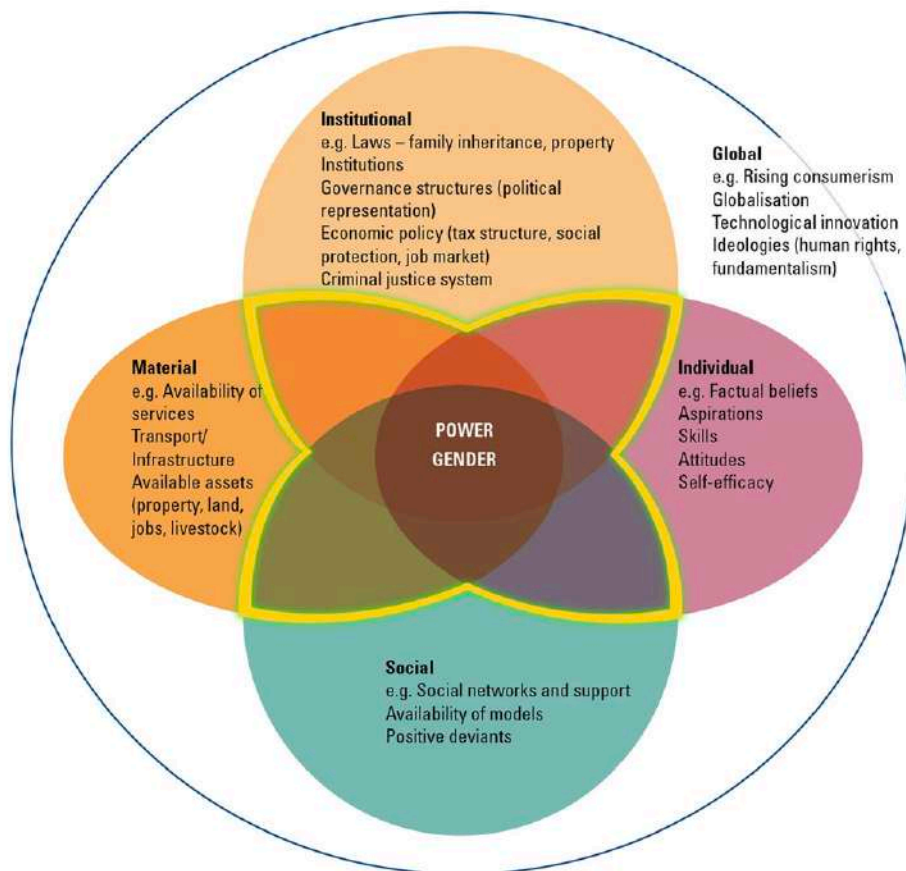 Institutional
e.g. Laws – family inheritance, property
Institutions
Governance structures (political
representation)
Economic policy (tax structure, social
protection, job market)
Criminal justice system
Global
e.g. Rising consumerism
Globalisation
Technological innovation
Ideologies (human rights,
fundamentalism)
Material
e.g. Availability of
services
Transport/
Infrastructure
Available assets
(property, land,
jobs, livestock)
POWER
GENDER
Individual
e.g. Factual beliefs
Aspirations
Skills
Attitudes
Self-efficacy
Social
e.g. Social networks and support
Availability of models
Positive deviants